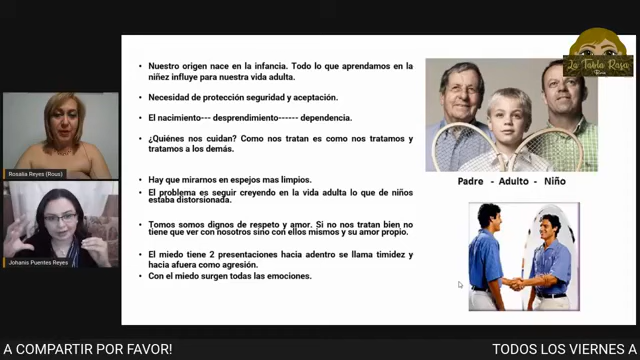 • Nuestro origen nace en la infancia. Todo lo que aprendamos en la
niñez influye para nuestra vida adulta.
• Necesidad de protección seguridad y aceptación.
• El nacimiento--- desprendimiento------ dependencia.
• ¿Quiénes nos cuidan? Como nos tratan es como nos tratamos y
tratamos a los demás.
• Hay que mirarnos en espejos mas limpios.
• El problema es seguir creyendo en la vida adulta lo que de niños
estaba distorsionada.
• Tomos somos dignos de respeto y amor. Si no nos tratan bien no
tiene que ver con nosotros sino con ellos mismos y su amor propio.
• El miedo tiene 2 presentaciones hacia adentro se llama timidez y
hacia afuera como agresión.
• Con el miedo surgen todas las emociones.
La Tabla Rasa
Padre - Adulto - Niño
Rosalia Reyes (Rous)
Johanis Puentes Reyes
A COMPARTIR POR FAVOR!
TODOS LOS VIERNES A